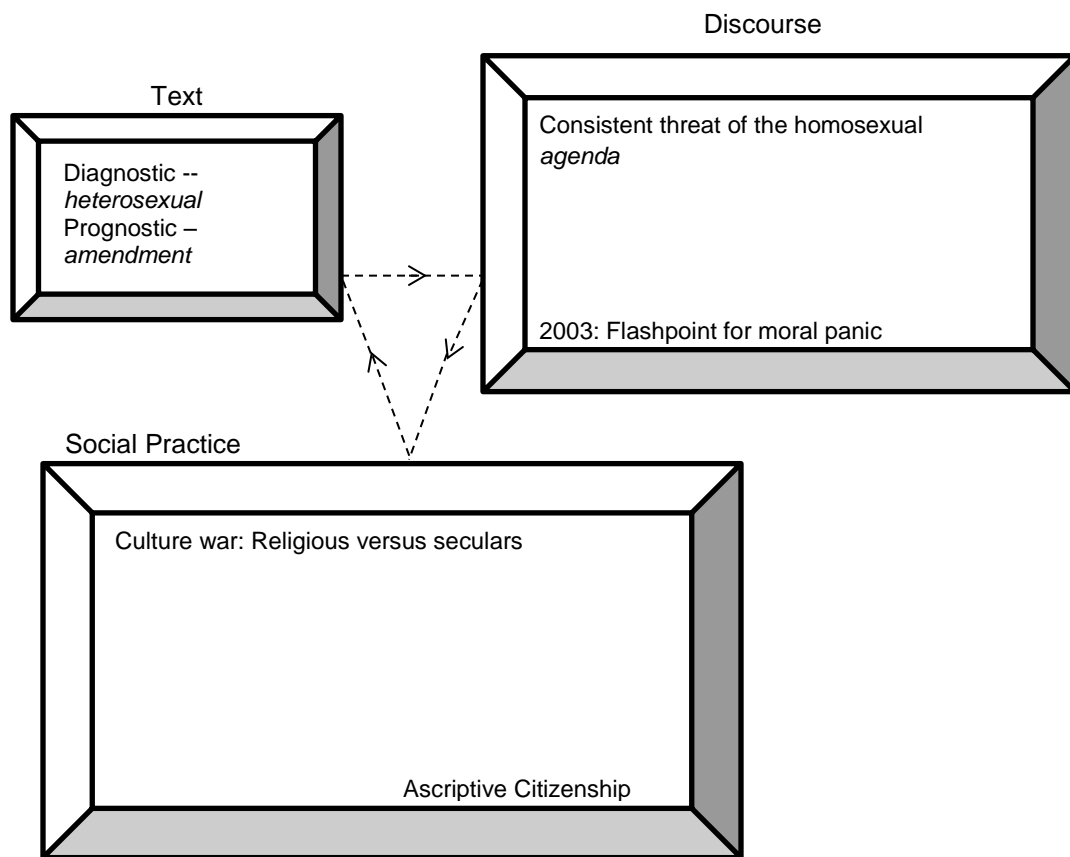 Discourse
Text
Consistent threat of the homosexual
agenda
Diagnostic --
heterosexual
Prognostic –
amendment
2003: Flashpoint for moral panic
Social Practice
Culture war: Religious versus seculars
Ascriptive Citizenship